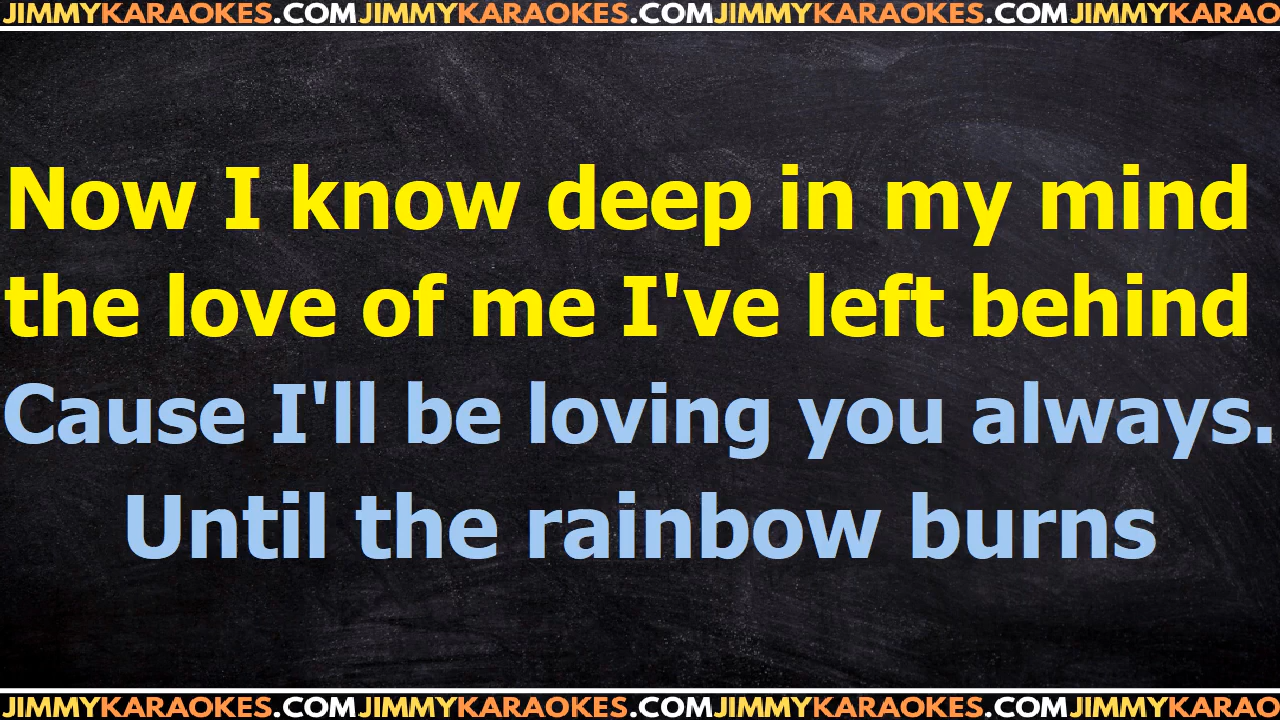 JIMMYKARAOKES.COMJIMMYKARAOKES.COMJIMMYKARAOKES.COMJIMMYKARAO
Now I know deep in my mind
the love of me I've left behind
Cause I'll be loving you always.
Until the rainbow burns
JIMMYKARAOKES.COMJIMMYKARAOKES.COMJIMMYKARAOKES.COMJIMMYKARAO